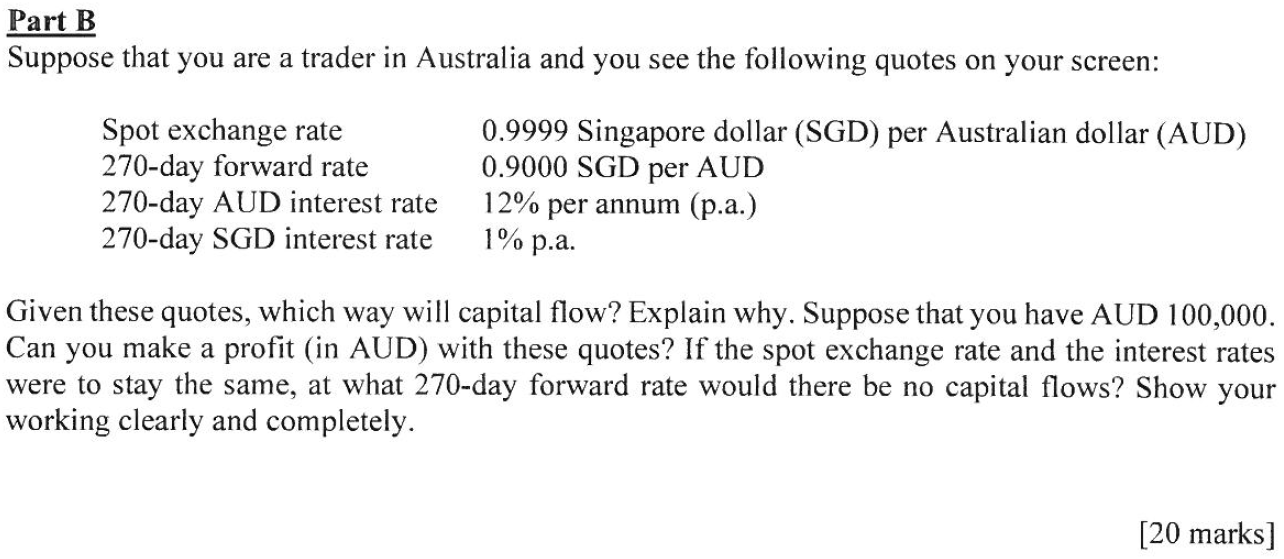 Part B
Suppose that you are a trader in Australia and you see the following quotes on your screen:
Spot exchange rate 0.9999 Singapore dollar (SGD) per Australian dollar (AUD)
270-day forward rate 0.9000 SGD per AUD
270-day AUD interest rate 12% per annum (p.a.)
270-day SGD interest rate 1% p.a.
Given these quotes, which way will capital flow? Explain why. Suppose that you have AUD 100,000.
Can you make a profit (in AUD) with these quotes? If the spot exchange rate and the interest rates
were to stay the same, at what 270-day forward rate would there be no capital flows? Show your
working clearly and completely.
[20 marks]